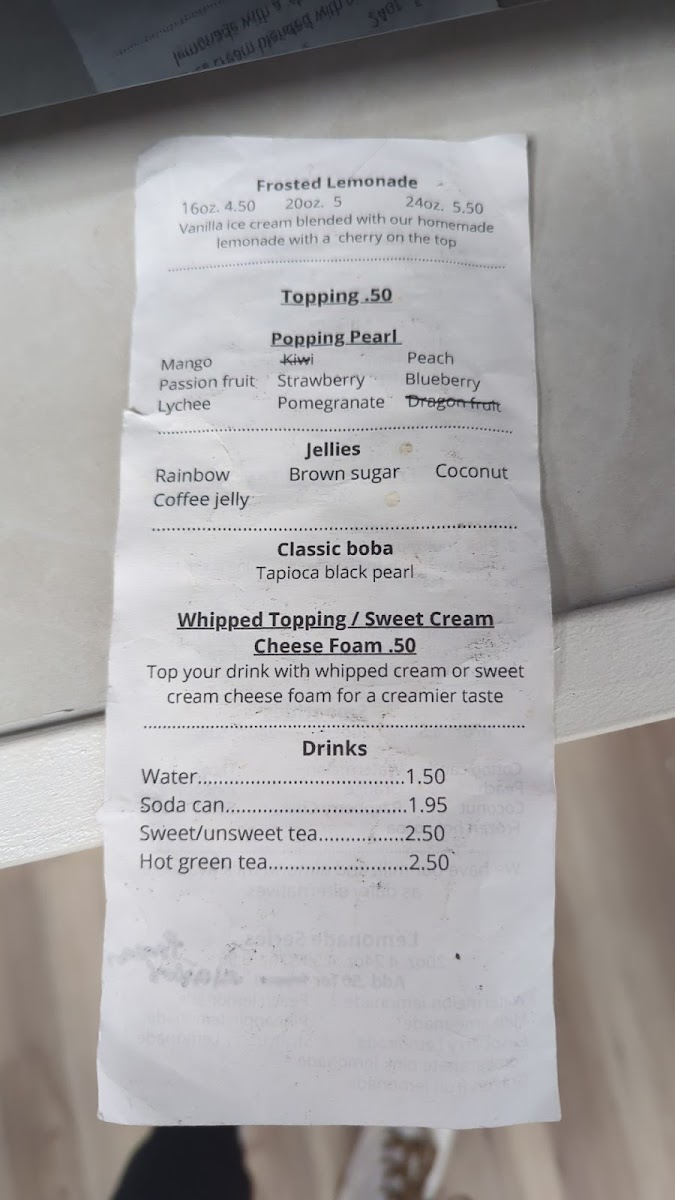 Frosted Lemonade
16oz. 4.50 20oz. 5 24oz. 5.50
Vanilla ice cream blended with our homemade
lemonade with a cherry on the top
Topping .50
Popping Pearl
Mango Kiwi Peach
Passion fruit Strawberry Blueberry
Lychee Pomegranate Dragon fruit
Jellies
Rainbow Brown sugar Coconut
Coffee jelly
Classic boba
Tapioca black pearl
Whipped Topping / Sweet Cream
Cheese Foam .50
Top your drink with whipped cream or sweet
cream cheese foam for a creamier taste
Drinks
Water.....................................1.50
Soda can................................1.95
Sweet/unsweet tea...............2.50
Hot green tea.........................2.50